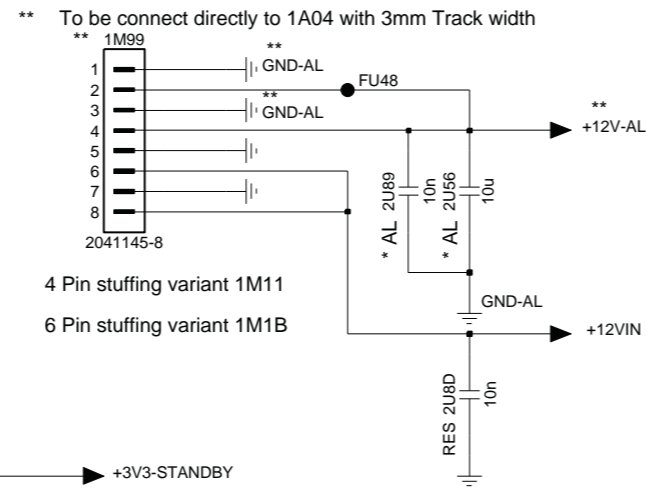 ** To be connect directly to 1A04 with 3mm Track width
** 1M99
1
2
3
4
5
6
7
8
2041145-8
**
GND-AL
FU48
**
GND-AL
**
+12V-AL
* AL 2U89
10n
* AL 2U56
10u
GND-AL
4 Pin stuffing variant 1M11
6 Pin stuffing variant 1M1B
+12VIN
RES 2U8D
10n
+3V3-STANDBY